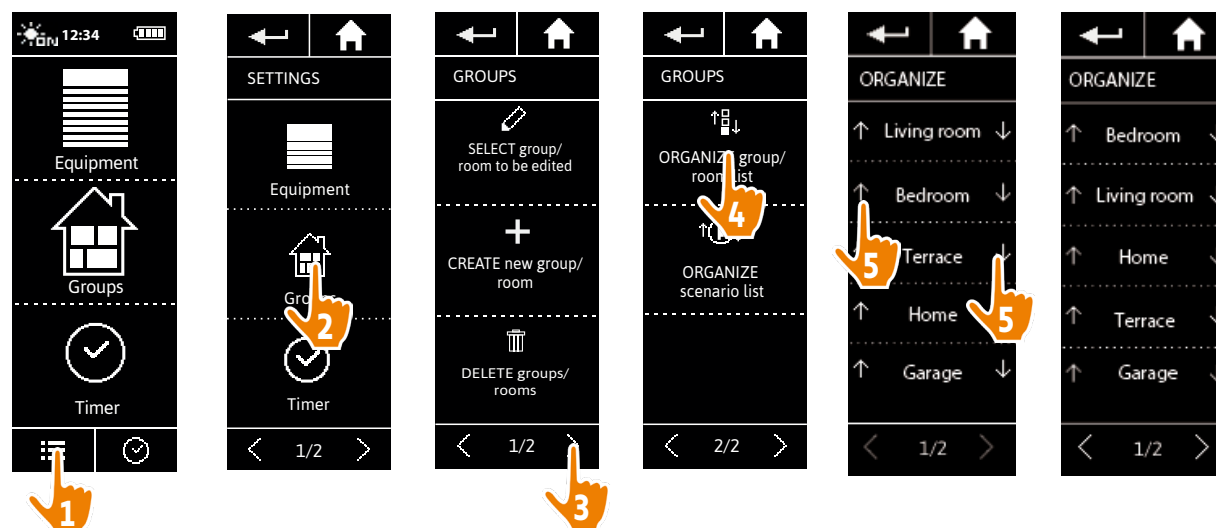 ON 12:34
Equipment
Groups
Timer
1
SETTINGS
Equipment
Groups
2
Timer
1/2
GROUPS
SELECT group/
room to be edited
CREATE new group/
room
DELETE groups/
rooms
1/2
3
GROUPS
ORGANIZE group/
room list
4
ORGANIZE
scenario list
2/2
ORGANIZE
Living room
Bedroom
5
Terrace
Home
5
Garage
1/2
ORGANIZE
Bedroom
Living room
Home
Terrace
Garage
1/2